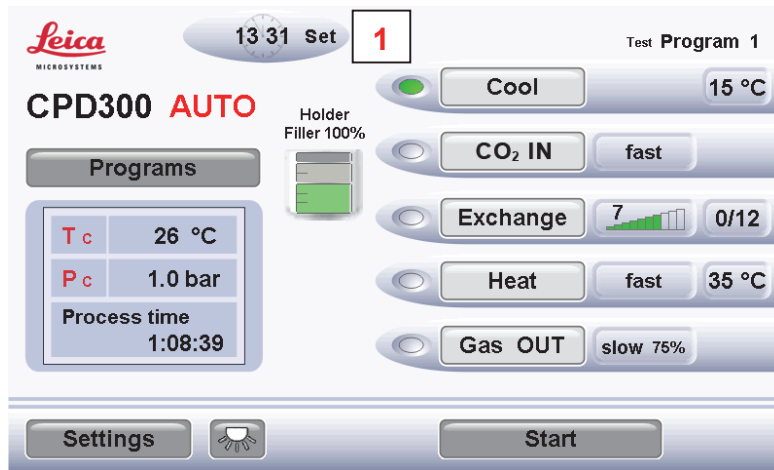 Leica
MICROSYSTEMS
13 31 Set
1
Test Program 1
CPD300 AUTO
Holder
Filler 100%
Programs
Tc 26 °C
Pc 1.0 bar
Process time
1:08:39
Cool 15 °C
CO₂ IN fast
Exchange 7 0/12
Heat fast 35 °C
Gas OUT slow 75%
Settings
Start